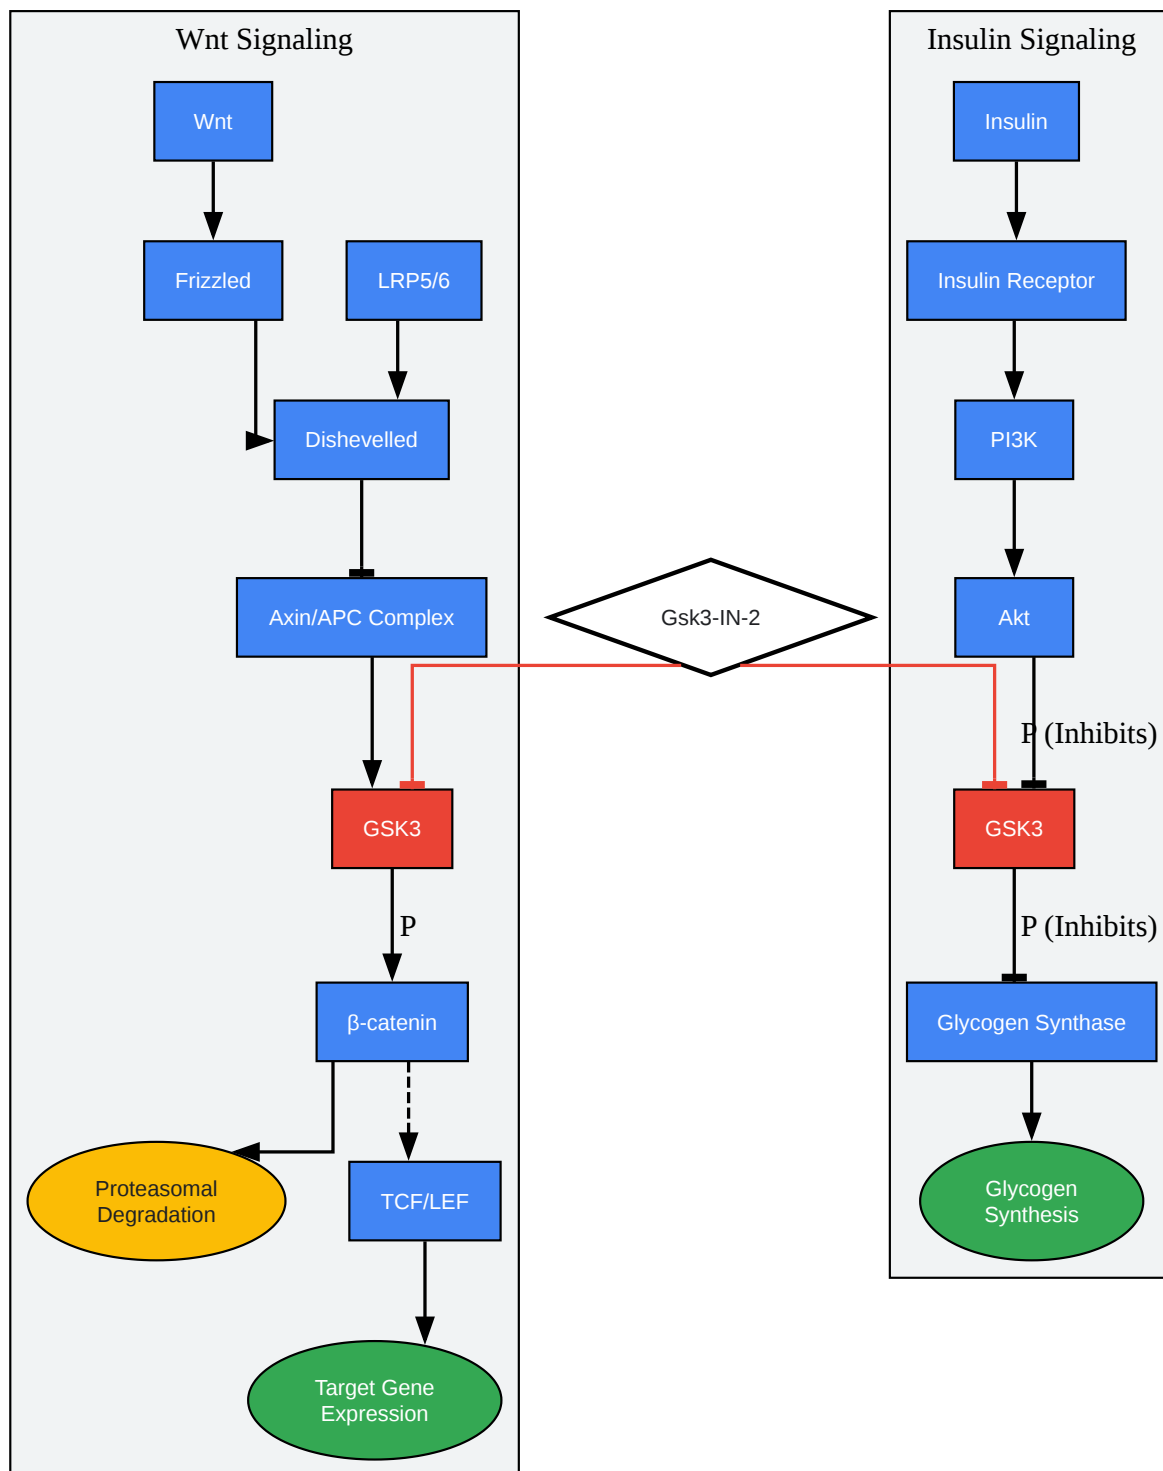 Wnt Signaling
Wnt
Frizzled
LRP5/6
Dishevelled
Axin/APC Complex
GSK3
P
β-catenin
Proteasomal
Degradation
TCF/LEF
Target Gene
Expression
Gsk3-IN-2
Insulin Signaling
Insulin
Insulin Receptor
PI3K
Akt
P (Inhibits)
GSK3
P (Inhibits)
Glycogen Synthase
Glycogen
Synthesis